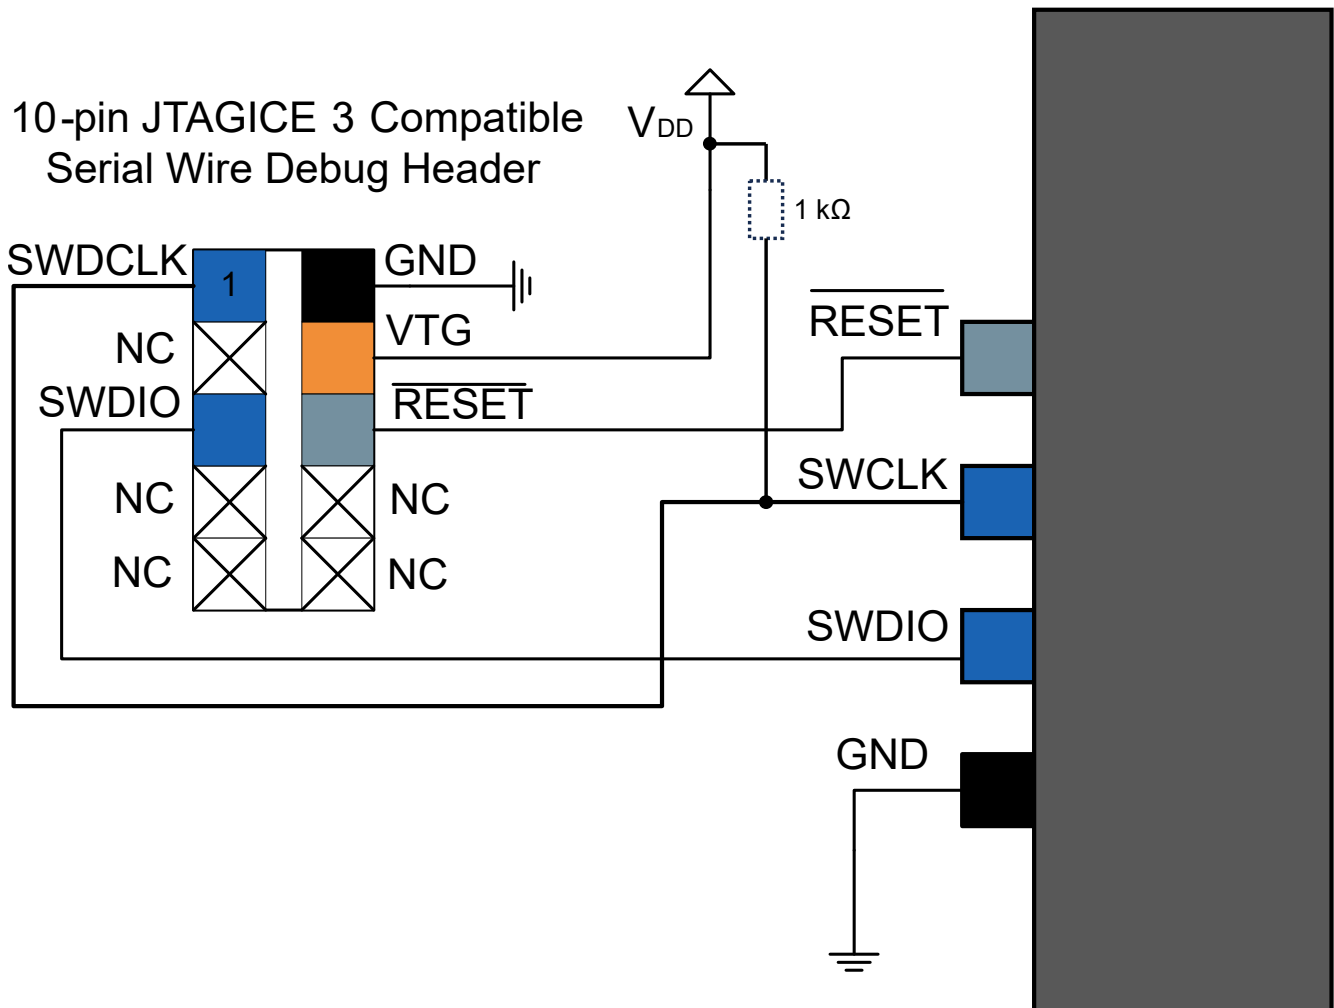 10-pin JTAGICE 3 Compatible
Serial Wire Debug Header
VDD
1 kΩ
SWDCLK
1
GND
NC
VTG
SWDIO
RESET
NC
NC
NC
NC
RESET
SWCLK
SWDIO
GND